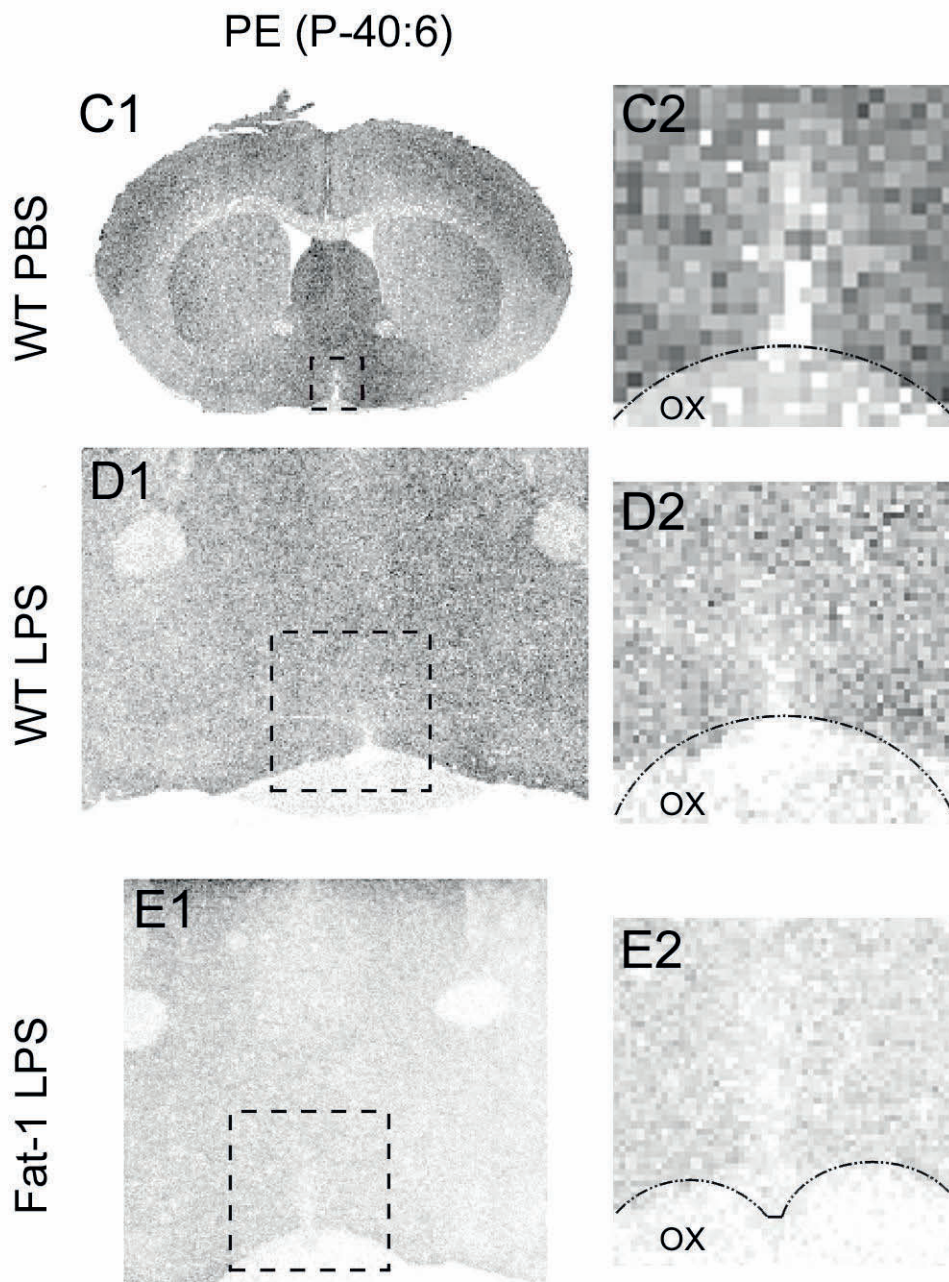 PE (P-40:6)
C1
C2
WT PBS
OX
D1
D2
WT LPS
OX
E1
E2
Fat-1 LPS
OX